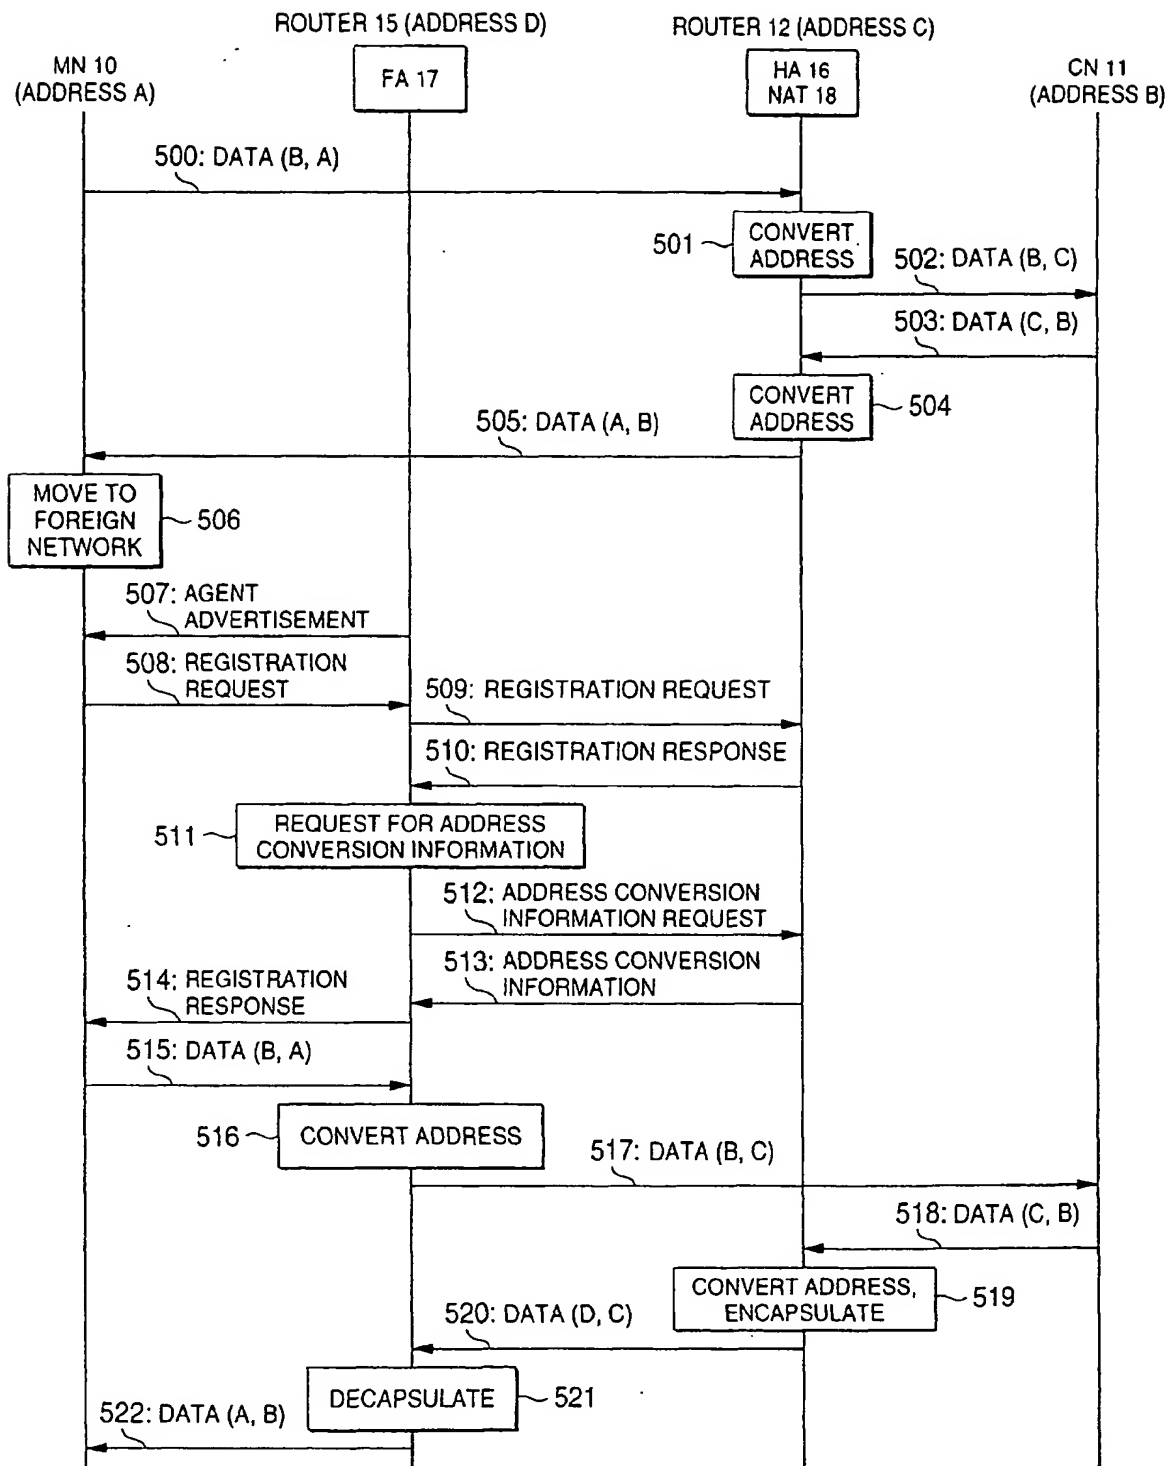 ROUTER 15 (ADDRESS D)
ROUTER 12 (ADDRESS C)
MN 10
(ADDRESS A)
FA 17
HA 16
NAT 18
CN 11
(ADDRESS B)
500: DATA (B, A)
501
CONVERT
ADDRESS
502: DATA (B, C)
503: DATA (C, B)
CONVERT
ADDRESS
504
505: DATA (A, B)
MOVE TO
FOREIGN
NETWORK
506
507: AGENT
ADVERTISEMENT
508: REGISTRATION
REQUEST
509: REGISTRATION REQUEST
510: REGISTRATION RESPONSE
511
REQUEST FOR ADDRESS
CONVERSION INFORMATION
512: ADDRESS CONVERSION
INFORMATION REQUEST
513: ADDRESS CONVERSION
INFORMATION
514: REGISTRATION
RESPONSE
515: DATA (B, A)
516
CONVERT ADDRESS
517: DATA (B, C)
518: DATA (C, B)
CONVERT ADDRESS,
ENCAPSULATE
519
520: DATA (D, C)
DECAPSULATE
521
522: DATA (A, B)